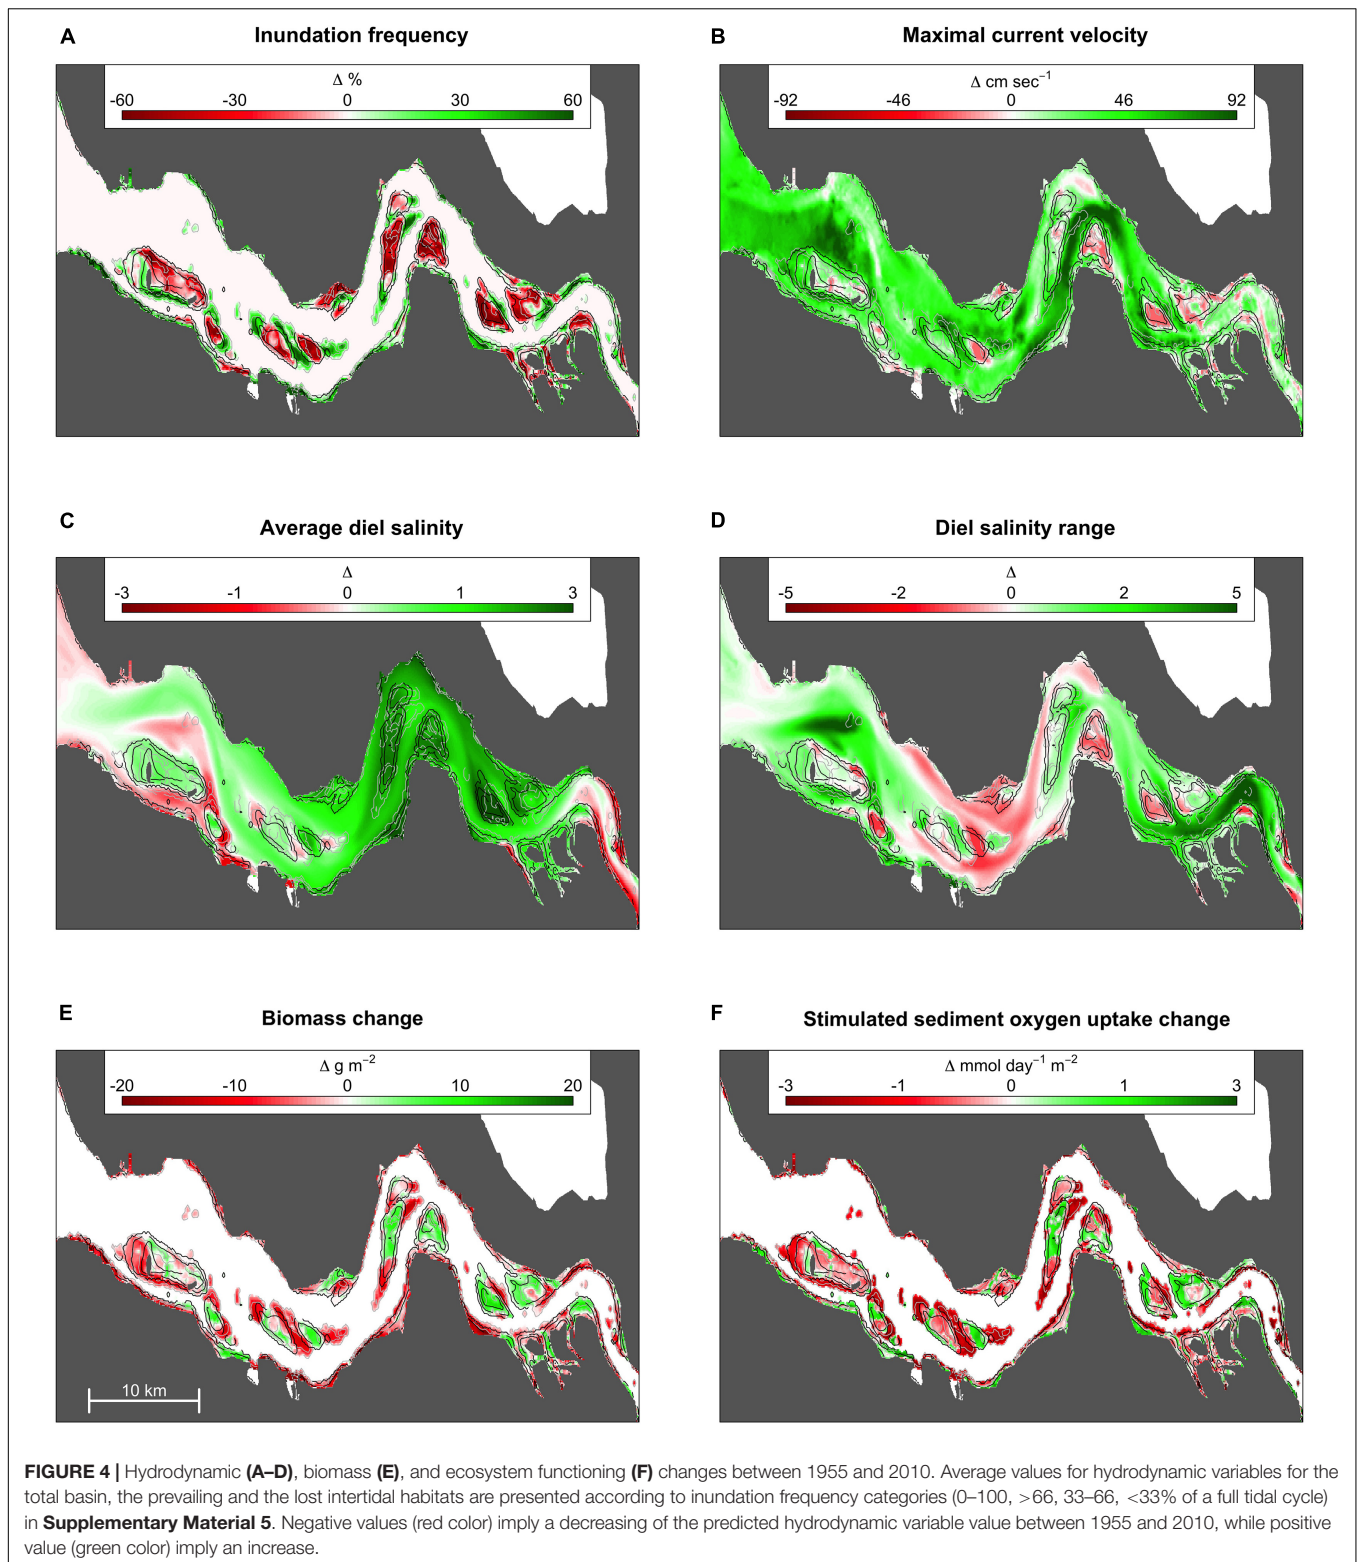 A Inundation frequency
Δ %
-60 -30 0 30 60
B Maximal current velocity
Δ cm sec⁻¹
-92 -46 0 46 92
C Average diel salinity
Δ
-3 -1 0 1 3
D Diel salinity range
Δ
-5 -2 0 2 5
E Biomass change
Δ g m⁻²
-20 -10 0 10 20
10 km
F Stimulated sediment oxygen uptake change
Δ mmol day⁻¹ m⁻²
-3 -1 0 1 3
FIGURE 4 | Hydrodynamic (A–D), biomass (E), and ecosystem functioning (F) changes between 1955 and 2010. Average values for hydrodynamic variables for the
total basin, the prevailing and the lost intertidal habitats are presented according to inundation frequency categories (0–100, >66, 33–66, <33% of a full tidal cycle)
in Supplementary Material 5. Negative values (red color) imply a decreasing of the predicted hydrodynamic variable value between 1955 and 2010, while positive
value (green color) imply an increase.